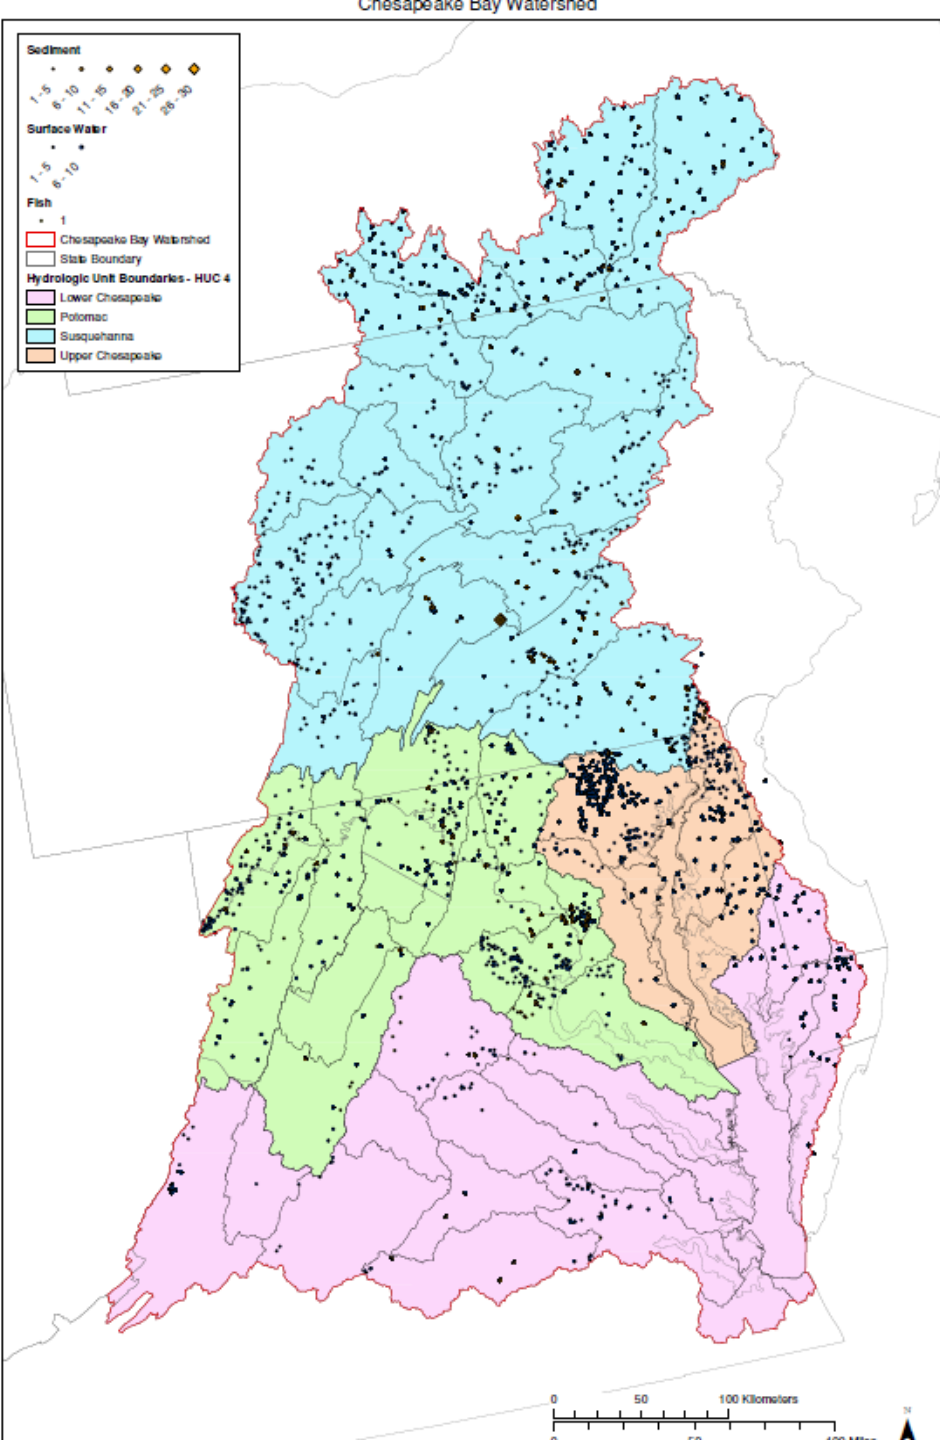 Chesapeake Bay Watershed
Sediment
1 - 5
6 - 10
11 - 15
16 - 20
21 - 25
26 - 30
Surface Water
1 - 5
6 - 10
Fish
1
Chesapeake Bay Watershed
State Boundary
Hydrologic Unit Boundaries - HUC 4
Lower Chesapeake
Potomac
Susquehanna
Upper Chesapeake
0 50 100 Kilometers
24